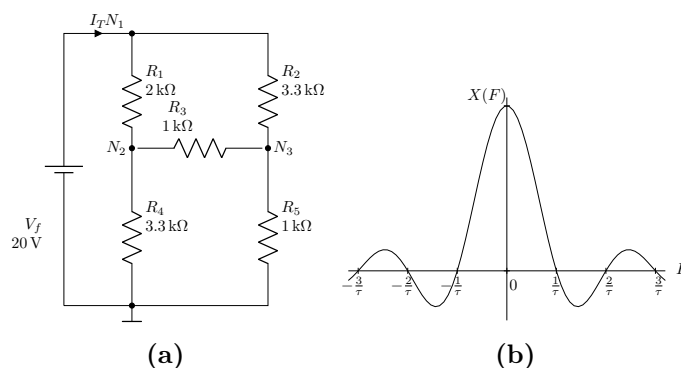 I_T N_1
R_1
2 kΩ
R_2
3.3 kΩ
R_3
1 kΩ
N_2
N_3
R_4
3.3 kΩ
R_5
1 kΩ
V_f
20 V
(a)
X(F)
-3/τ -2/τ -1/τ 0 1/τ 2/τ 3/τ
(b)